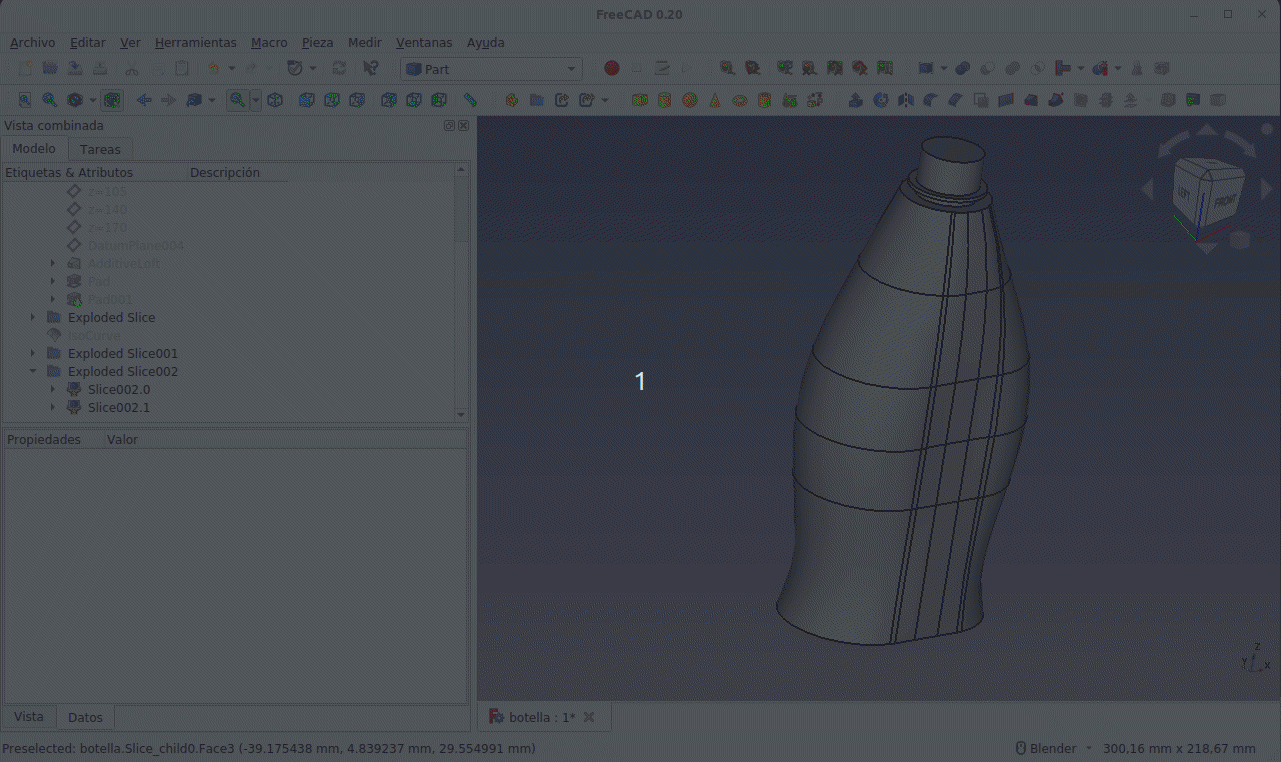 FreeCAD 0.20
Archivo Editar Ver Herramientas Macro Pieza Medir Ventanas Ayuda
Part
Vista combinada
Modelo Tareas
Etiquetas & Atributos Descripción
z=105
z=140
z=170
DatumPlane004
AdditiveLoft
Pad
Pad001
Exploded Slice
IsoCurve
Exploded Slice001
Exploded Slice002
Slice002.0
Slice002.1
Propiedades Valor
Vista Datos
1
FRONT
Z
Y
X
botella : 1*
Preselected: botella.Slice_child0.Face3 (-39.175438 mm, 4.839237 mm, 29.554991 mm)
Blender
300,16 mm x 218,67 mm